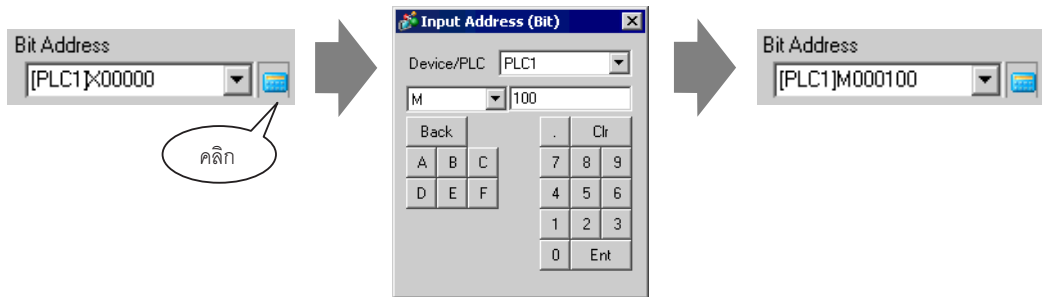 Bit Address
[PLC1]X00000
คลิก
Input Address (Bit)
Device/PLC PLC1
M 100
Back . Clr
A B C 7 8 9
D E F 4 5 6
1 2 3
0 Ent
Bit Address
[PLC1]M000100